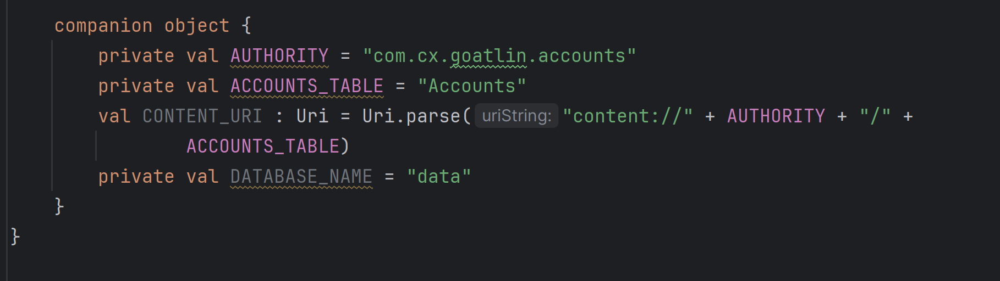 companion object {
private val AUTHORITY = "com.cx.goatlin.accounts"
private val ACCOUNTS_TABLE = "Accounts"
val CONTENT_URI : Uri = Uri.parse( uriString: "content://" + AUTHORITY + "/" +
ACCOUNTS_TABLE)
private val DATABASE_NAME = "data"
}
}